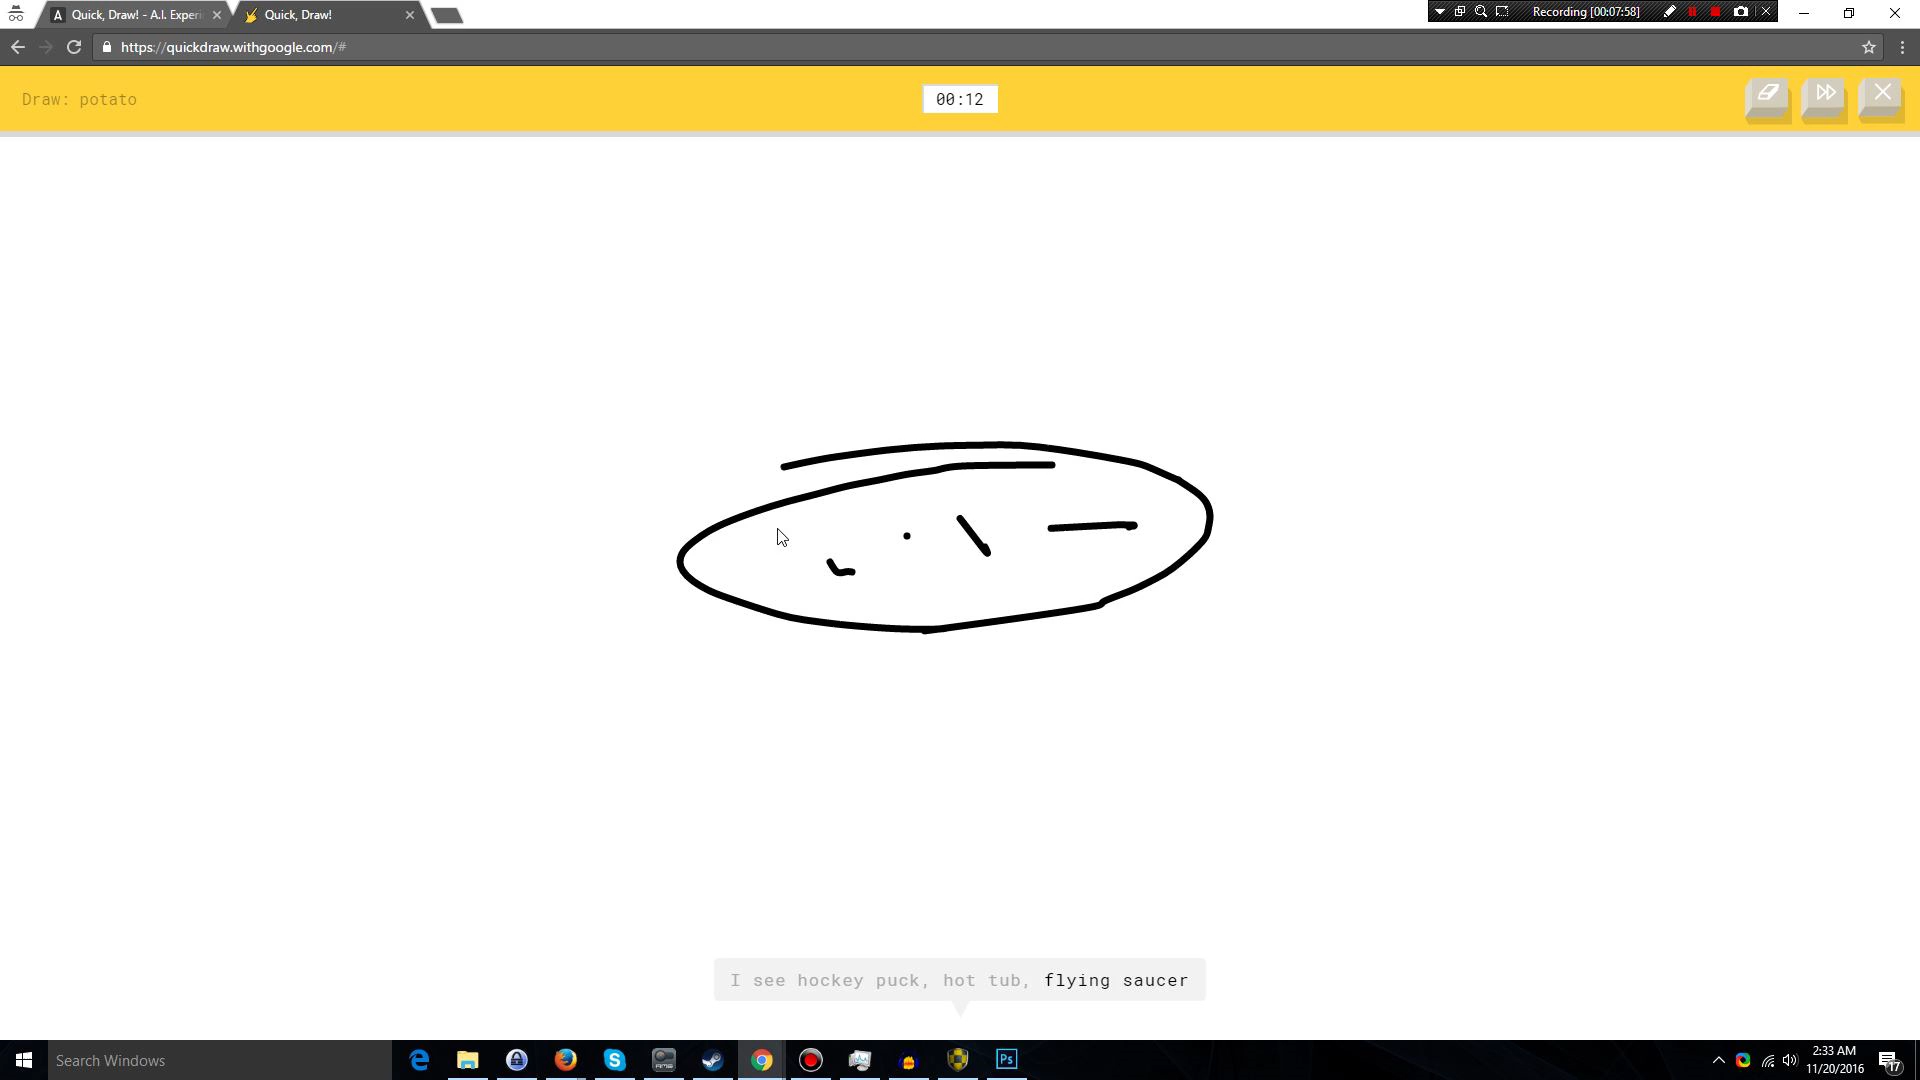 Quick, Draw! - A.I. Experi
Quick, Draw!
Recording [00:07:58]
https://quickdraw.withgoogle.com/#
Draw: potato
00:12
I see hockey puck, hot tub, flying saucer
Search Windows
Ps
2:33 AM
11/20/2016
17